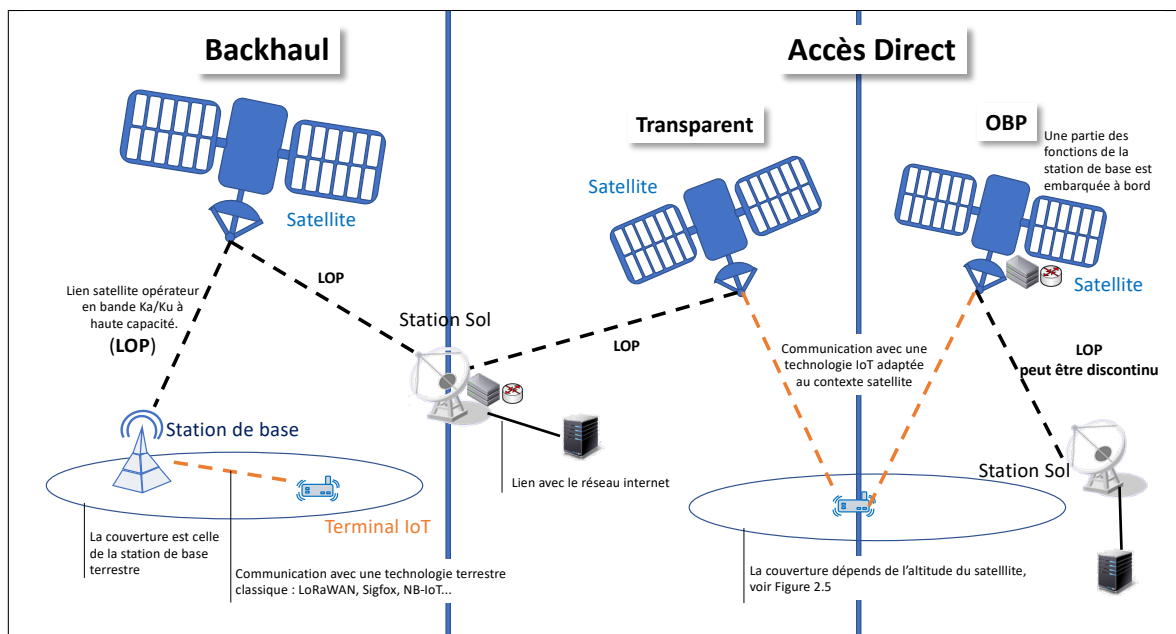 Backhaul
Accès Direct
Transparent
OBP
Une partie des
fonctions de la
station de base est
embarquée à bord
Satellite
Satellite
Satellite
LOP
Lien satellite opérateur
en bande Ka/Ku à
haute capacité.
(LOP)
Station Sol
LOP
Communication avec une
technologie IoT adaptée
au contexte satellite
LOP
peut être discontinu
Station de base
Station Sol
Lien avec le réseau internet
Terminal IoT
La couverture est celle
de la station de base
terrestre
Communication avec une technologie terrestre
classique : LoRaWAN, Sigfox, NB-IoT...
La couverture dépends de l'altitude du satelllite,
voir Figure 2.5